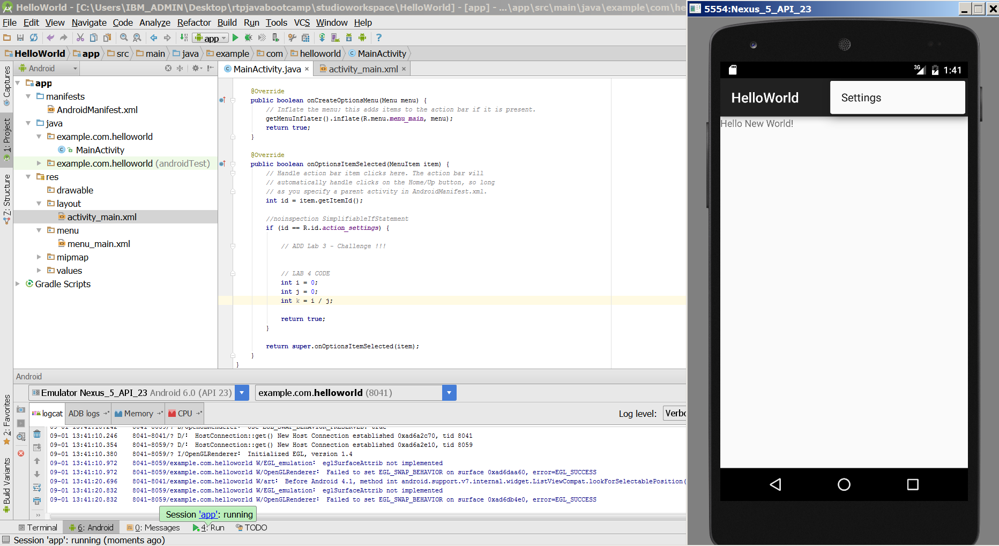 HelloWorld - [C:\Users\IBM_ADMIN\Desktop\rtpjavabootcamp\studioworkspace\HelloWorld] - [app] - ...\app\src\main\java\example\com\he
5554:Nexus_5_API_23
File Edit View Navigate Code Analyze Refactor Build Run Tools VCS Window Help
app
HelloWorld app src main java example com helloworld MainActivity
Android
MainActivity.java activity_main.xml
Captures
1: Project
Z: Structure
2: Favorites
Build Variants
app
manifests
AndroidManifest.xml
java
example.com.helloworld
MainActivity
example.com.helloworld (androidTest)
res
drawable
layout
activity_main.xml
menu
menu_main.xml
mipmap
values
Gradle Scripts
@Override
public boolean onCreateOptionsMenu(Menu menu) {
// Inflate the menu; this adds items to the action bar if it is present.
getMenuInflater().inflate(R.menu.menu_main, menu);
return true;
}
@Override
public boolean onOptionsItemSelected(MenuItem item) {
// Handle action bar item clicks here. The action bar will
// automatically handle clicks on the Home/Up button, so long
// as you specify a parent activity in AndroidManifest.xml.
int id = item.getItemId();
//noinspection SimplifiableIfStatement
if (id == R.id.action_settings) {
// ADD Lab 3 - Challenge !!!
// LAB 4 CODE
int i = 0;
int j = 0;
int k = i / j;
return true;
}
return super.onOptionsItemSelected(item);
}
}
Android
Emulator Nexus_5_API_23 Android 6.0 (API 23) example.com.helloworld (8041)
logcat ADB logs Memory CPU Log level: Verbo
09-01 13:41:10.242 8041-8059/? D/OpenGLRenderer: Use EGL_SWAP_BEHAVIOR_PRESERVED: true
09-01 13:41:10.246 8041-8041/? D/: HostConnection::get() New Host Connection established 0xad6a2c70, tid 8041
09-01 13:41:10.354 8041-8059/? D/: HostConnection::get() New Host Connection established 0xad6a2e10, tid 8059
09-01 13:41:10.380 8041-8059/? I/OpenGLRenderer: Initialized EGL, version 1.4
09-01 13:41:10.972 8041-8059/example.com.helloworld W/EGL_emulation: eglSurfaceAttrib not implemented
09-01 13:41:10.972 8041-8059/example.com.helloworld W/OpenGLRenderer: Failed to set EGL_SWAP_BEHAVIOR on surface 0xad6daa60, error=EGL_SUCCESS
09-01 13:41:20.696 8041-8041/example.com.helloworld W/art: Before Android 4.1, method int android.support.v7.internal.widget.ListViewCompat.lookForSelectablePosition(
09-01 13:41:20.832 8041-8059/example.com.helloworld W/EGL_emulation: eglSurfaceAttrib not implemented
09-01 13:41:20.832 8041-8059/example.com.helloworld W/OpenGLRenderer: Failed to set EGL_SWAP_BEHAVIOR on surface 0xad6db4e0, error=EGL_SUCCESS
Session 'app': running
Terminal 6: Android 0: Messages 4: Run TODO
Session 'app': running (moments ago)
3G 1:41
HelloWorld
Settings
Hello New World!